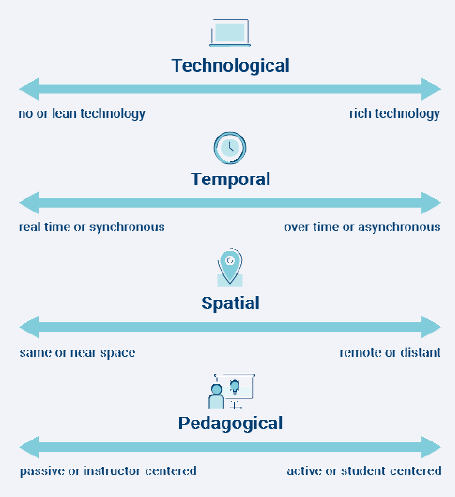 Technological
no or lean technology
rich technology
Temporal
real time or synchronous
over time or asynchronous
Spatial
same or near space
remote or distant
Pedagogical
passive or instructor-centered
active or student-centered